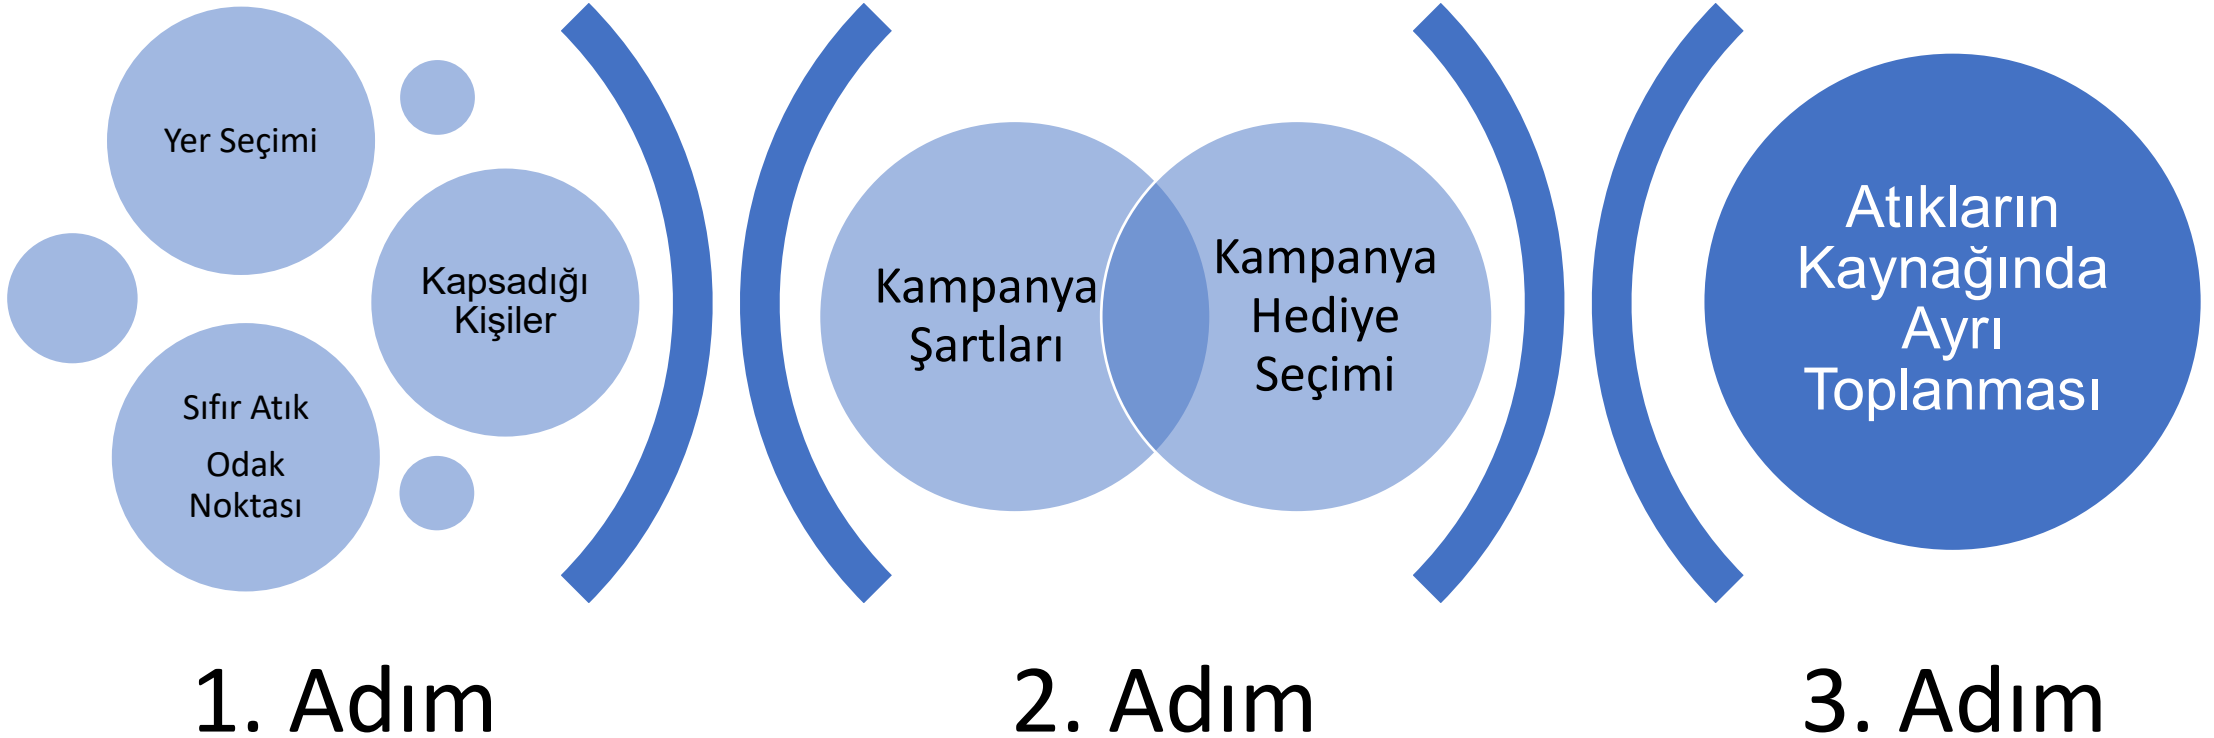 Yer Seçimi
Kapsadığı
Kişiler
Sıfır Atık
Odak
Noktası
1. Adım
Kampanya
Şartları
Kampanya
Hediye
Seçimi
2. Adım
Atıkların
Kaynağında
Ayrı
Toplanması
3. Adım